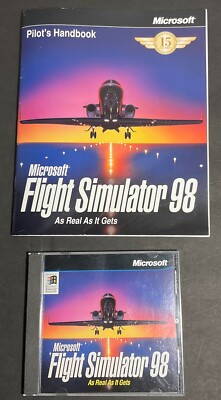 Microsoft
Pilot's Handbook
15
Microsoft
Flight Simulator 98
As Real As It Gets
Microsoft
Microsoft
Flight Simulator 98
As Real As It Gets